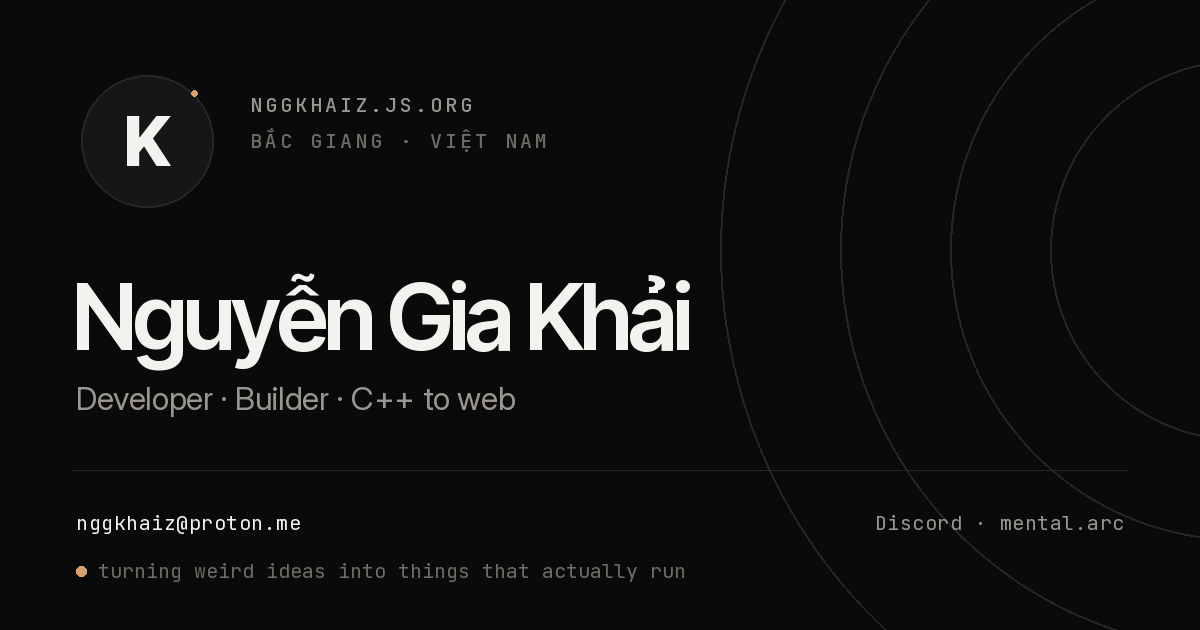 K
NGGKHAIZ.JS.ORG
BẮC GIANG · VIỆT NAM
Nguyễn Gia Khải
Developer · Builder · C++ to web
nggkhaiz@proton.me
Discord · mental.arc
turning weird ideas into things that actually run